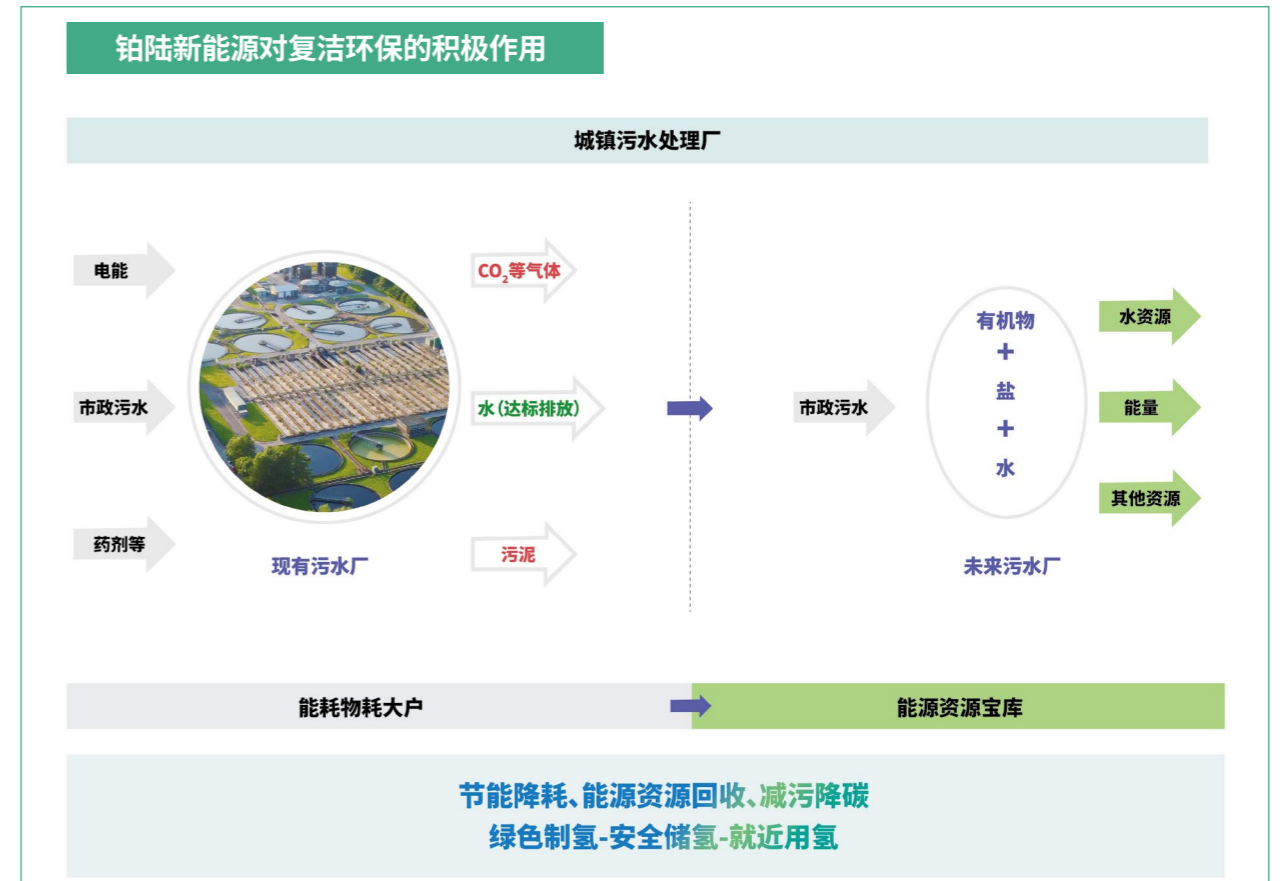 铂陆新能源对复洁环保的积极作用
城镇污水处理厂
电能
市政污水
药剂等
现有污水厂
CO₂等气体
水（达标排放）
污泥
市政污水
有机物
+
盐
+
水
未来污水厂
水资源
能量
其他资源
能耗物耗大户
能源资源宝库
节能降耗、能源资源回收、减污降碳
绿色制氢-安全储氢-就近用氢